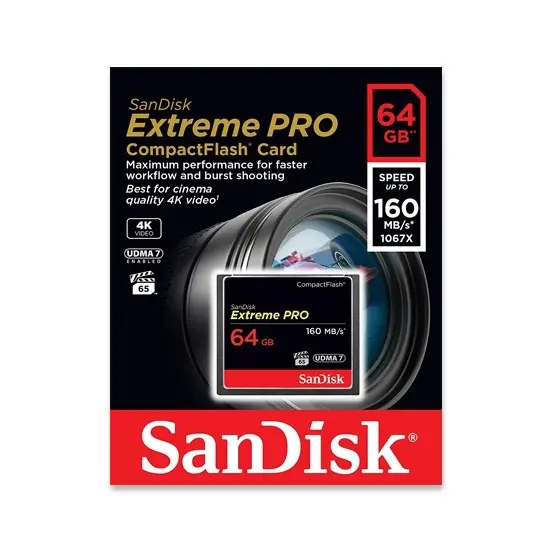 SanDisk
Extreme PRO
CompactFlash® Card
Maximum performance for faster
workflow and burst shooting
Best for cinema
quality 4K video¹
4K
VIDEO
UDMA 7
ENABLED
65
64
GB**
SPEED
UP TO
160
MB/s*
1067X
CompactFlash®
SanDisk
Extreme PRO
64 GB
160 MB/s*
65
UDMA 7
SanDisk
SanDisk®